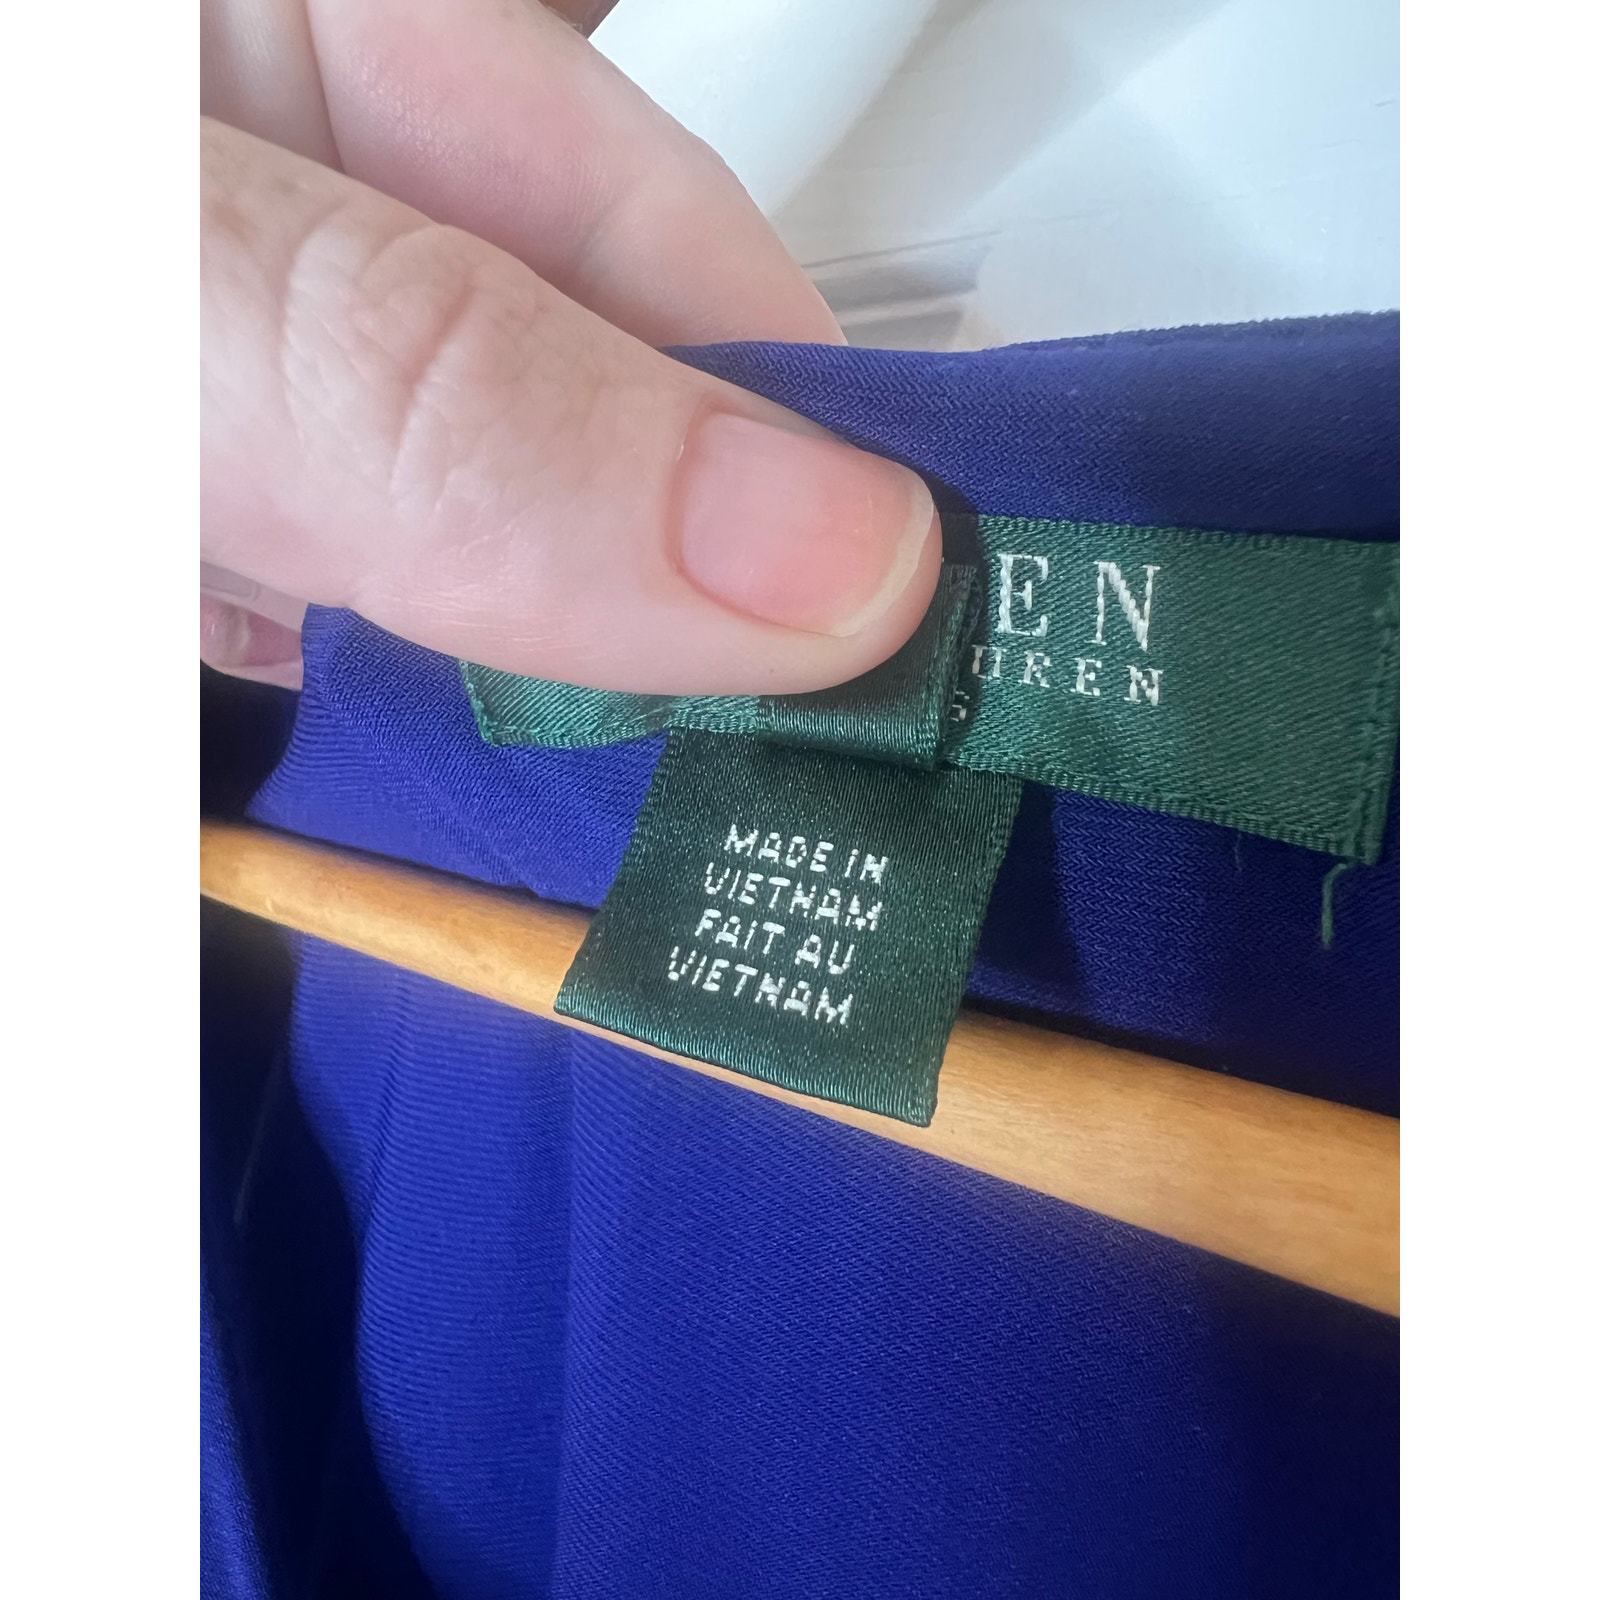 EN
UREN
S
MADE IN
VIETNAM
FAIT AU
VIETNAM